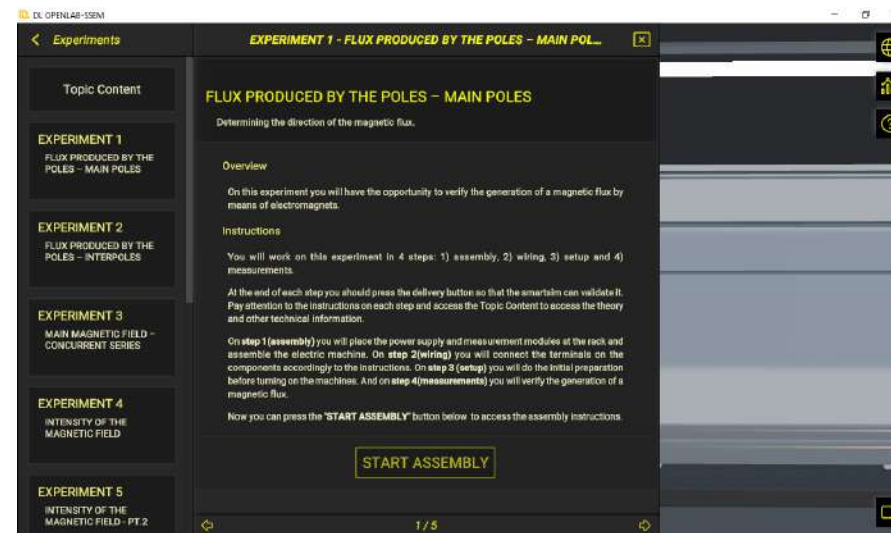 DL OPENLAB-SSEM
Experiments
EXPERIMENT 1 - FLUX PRODUCED BY THE POLES – MAIN POL...
Topic Content
EXPERIMENT 1
FLUX PRODUCED BY THE
POLES – MAIN POLES
EXPERIMENT 2
FLUX PRODUCED BY THE
POLES – INTERPOLES
EXPERIMENT 3
MAIN MAGNETIC FIELD –
CONCURRENT SERIES
EXPERIMENT 4
INTENSITY OF THE
MAGNETIC FIELD
EXPERIMENT 5
INTENSITY OF THE
MAGNETIC FIELD - PT.2
FLUX PRODUCED BY THE POLES – MAIN POLES
Determining the direction of the magnetic flux.
Overview
On this experiment you will have the opportunity to verify the generation of a magnetic flux by
means of electromagnets.
Instructions
You will work on this experiment in 4 steps: 1) assembly, 2) wiring, 3) setup and 4)
measurements.
At the end of each step you should press the delivery button so that the smartsim can validate it.
Pay attention to the instructions on each step and access the Topic Content to access the theory
and other technical information.
On step 1 (assembly) you will place the power supply and measurement modules at the rack and
assemble the electric machine. On step 2(wiring) you will connect the terminals on the
components accordingly to the instructions. On step 3 (setup) you will do the initial preparation
before turning on the machines. And on step 4(measurements) you will verify the generation of a
magnetic flux.
Now you can press the "START ASSEMBLY" button below to access the assembly instructions.
START ASSEMBLY
1/5